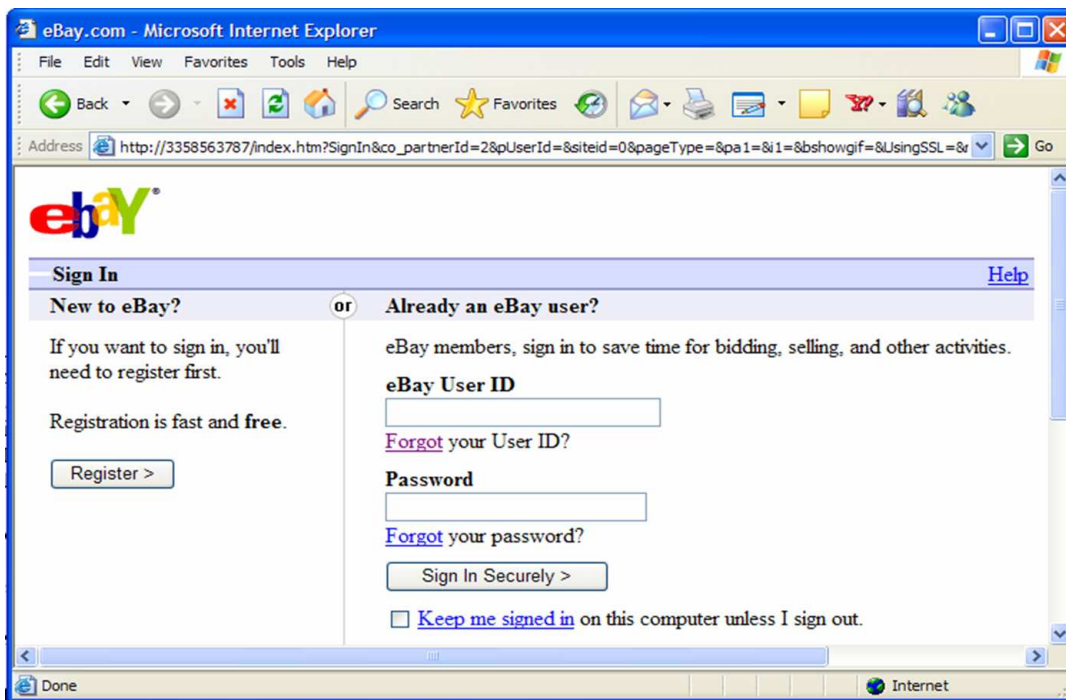 eBay.com - Microsoft Internet Explorer
File Edit View Favorites Tools Help
Back Search Favorites
Address http://3358563787/index.htm?SignIn&co_partnerId=2&pUserId=&siteid=0&pageType=&pa1=&i1=&bshowgif=&UsingSSL=& Go
ebaY®
Sign In Help
New to eBay? or Already an eBay user?
If you want to sign in, you'll
need to register first.
Registration is fast and free.
Register >
eBay members, sign in to save time for bidding, selling, and other activities.
eBay User ID
Forgot your User ID?
Password
Forgot your password?
Sign In Securely >
Keep me signed in on this computer unless I sign out.
Done Internet